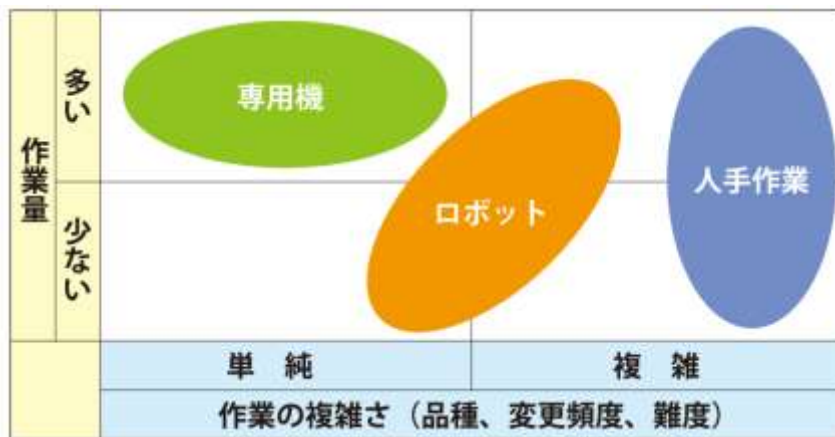 作業量
多い
少ない
専用機
ロボット
人手作業
単 純
複 雑
作業の複雑さ（品種、変更頻度、難度）